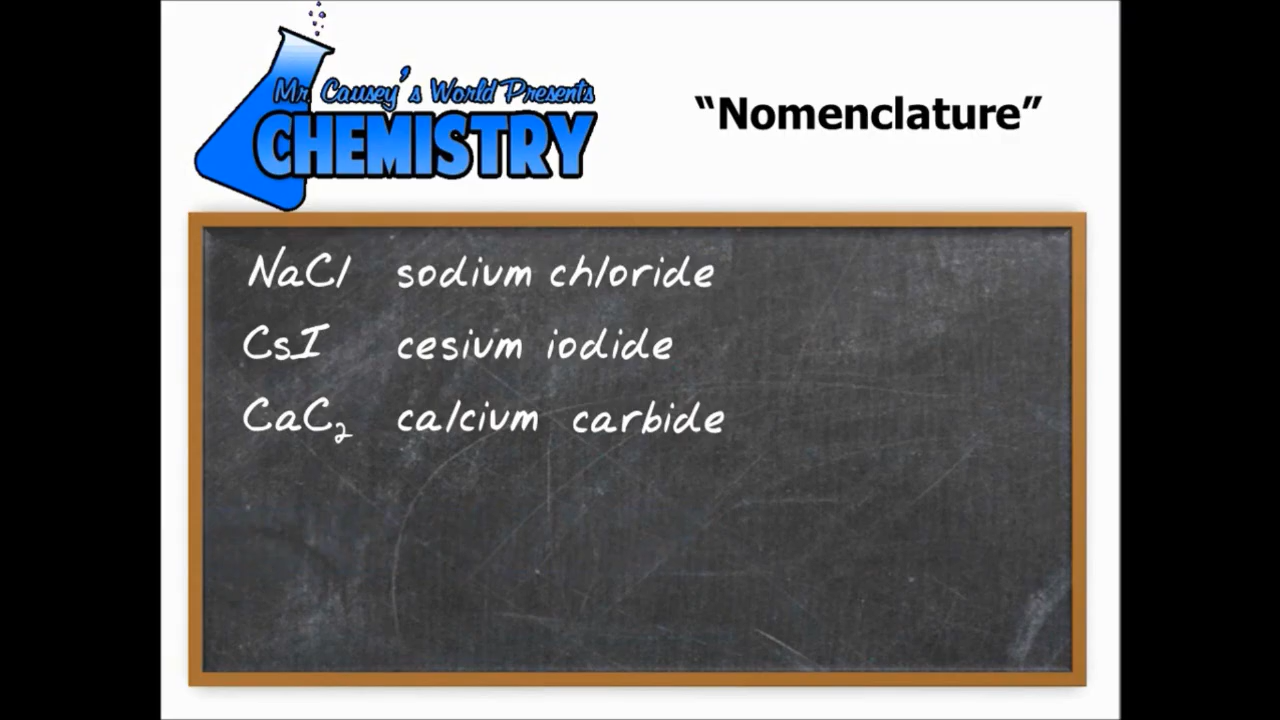 Mr. Causey's World Presents
CHEMISTRY
“Nomenclature”
NaCl sodium chloride
CsI cesium iodide
CaC₂ calcium carbide